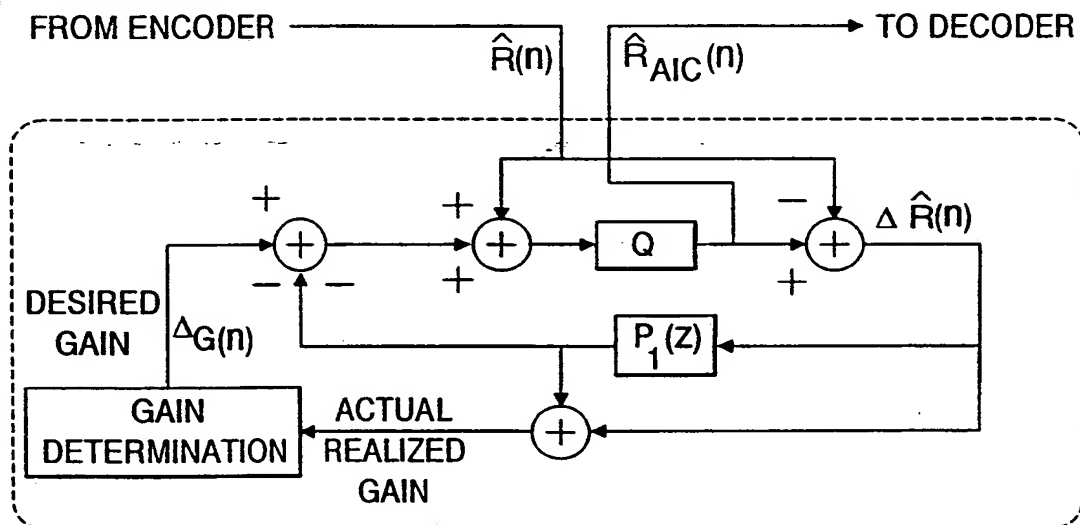 FROM ENCODER
R̂(n)
R̂AIC(n)
TO DECODER
+
+
−
Δ R̂(n)
+
+
Q
+
−
−
+
+
DESIRED
GAIN
ΔG(n)
P1(z)
GAIN
DETERMINATION
ACTUAL
REALIZED
GAIN
+